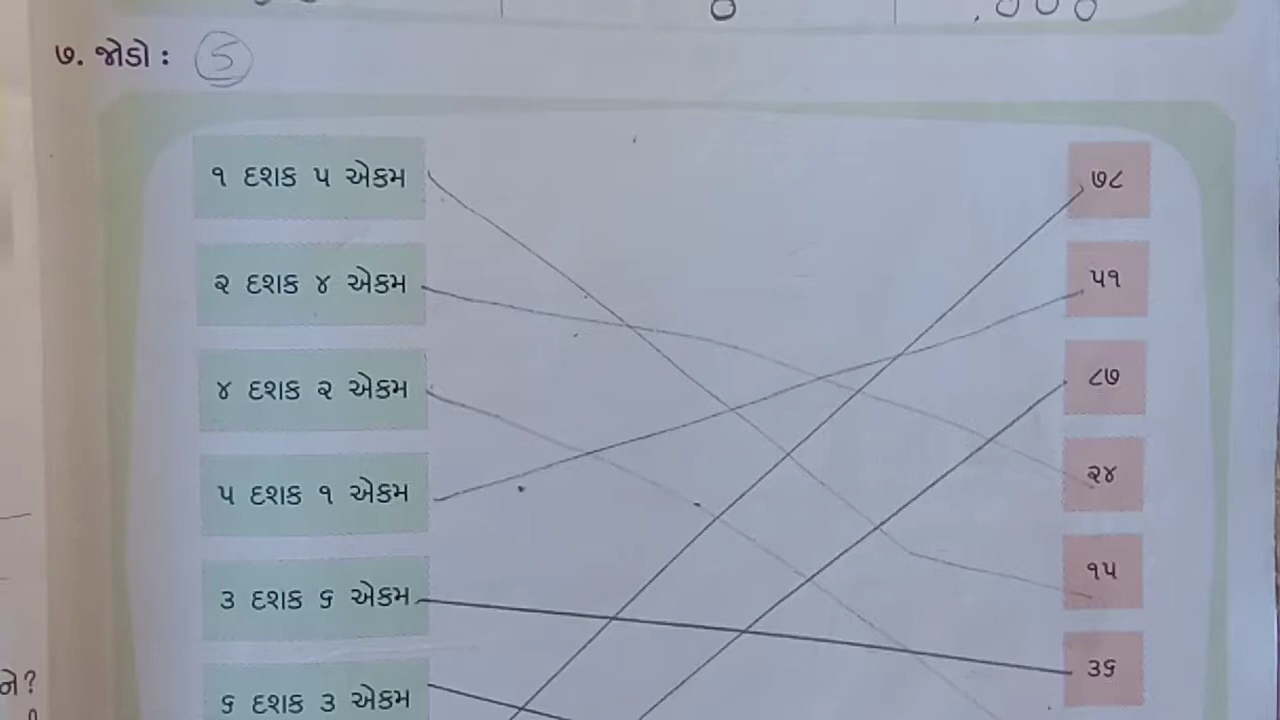 ૭. જોડો : 5
૧ દશક ૫ એકમ ૭૮
૨ દશક ૪ એકમ ૫૧
૪ દશક ૨ એકમ ૮૭
૫ દશક ૧ એકમ ૨૪
૧૫
૩ દશક ૬ એકમ
૩૬
૬ દશક ૩ એકમ
ને?